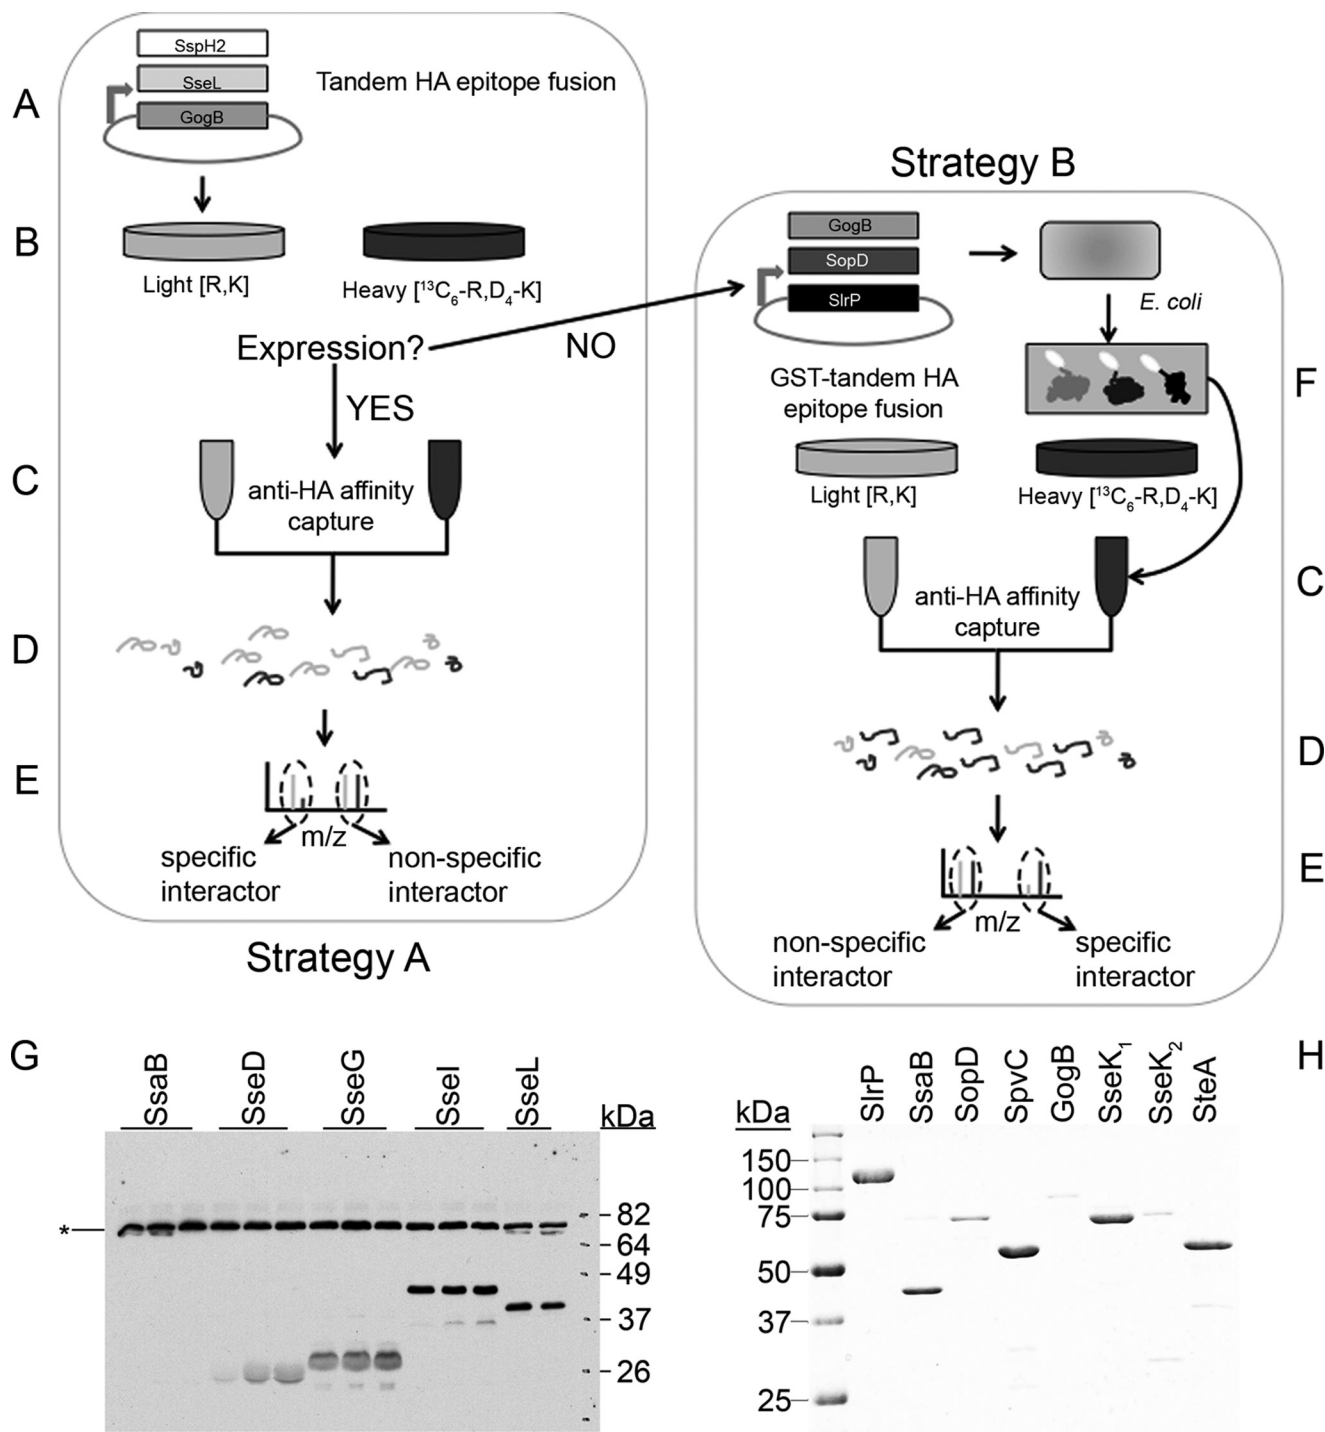 A
SspH2
SseL
GogB
Tandem HA epitope fusion
B
Light [R,K]
Heavy [¹³C₆-R,D₄-K]
Expression?
NO
YES
C
anti-HA affinity
capture
D
E
m/z
specific
interactor
non-specific
interactor
Strategy A
Strategy B
GogB
SopD
SlrP
E. coli
GST-tandem HA
epitope fusion
F
Light [R,K]
Heavy [¹³C₆-R,D₄-K]
C
anti-HA affinity
capture
D
E
m/z
non-specific
interactor
specific
interactor
G
SsaB
SseD
SseG
SseI
SseL
kDa
*
82
64
49
37
26
H
kDa
SlrP
SsaB
SopD
SpvC
GogB
SseK₁
SseK₂
SteA
150
100
75
50
37
25